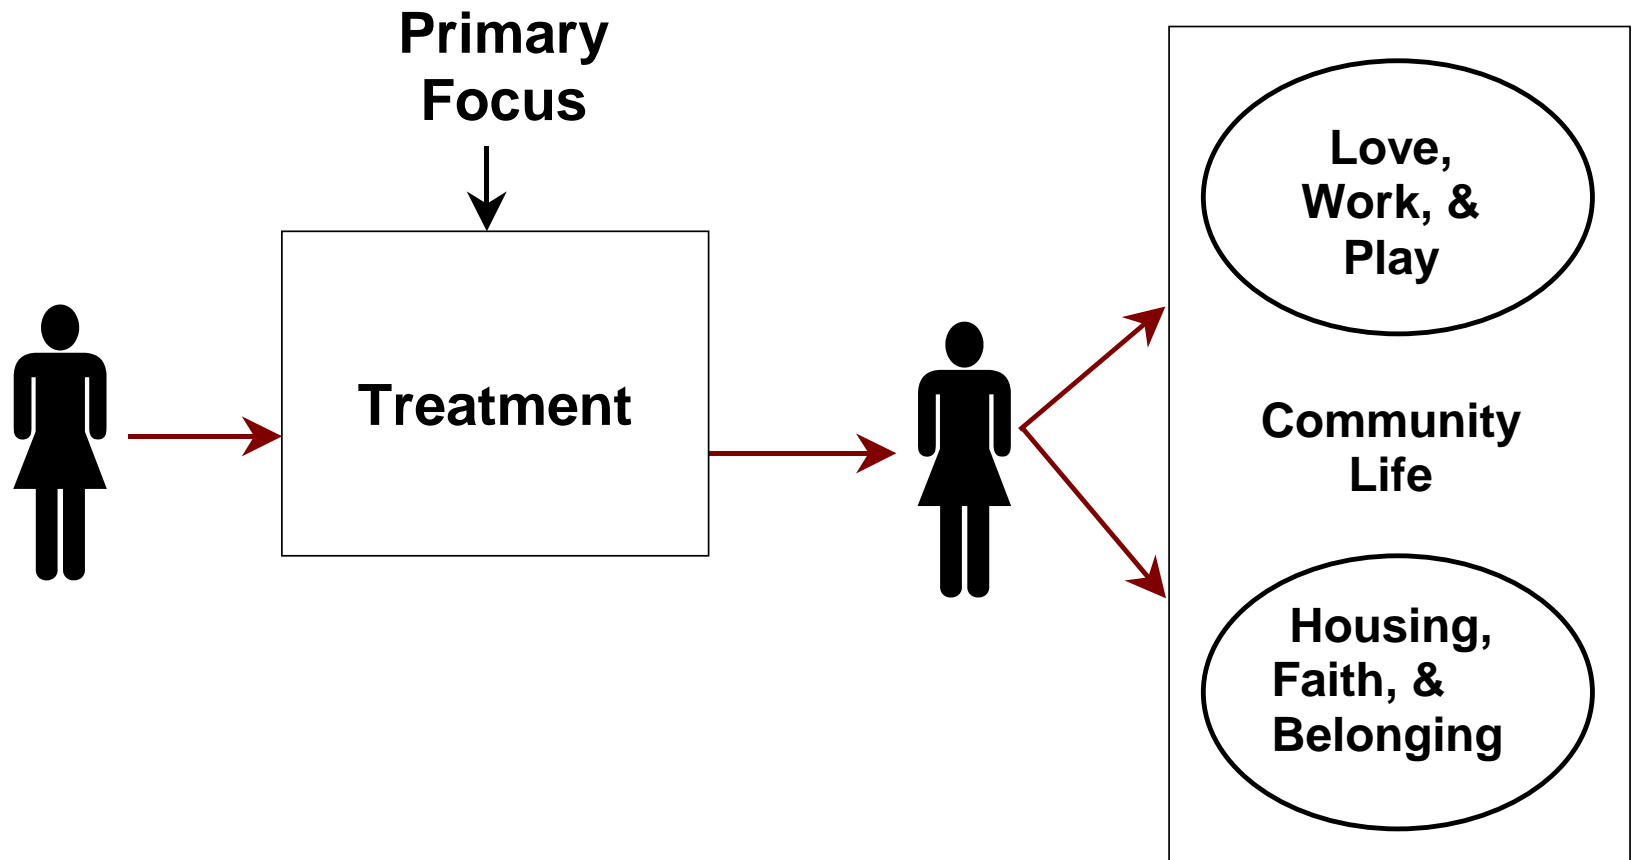 Primary
Focus
Treatment
Love,
Work, &
Play
Community
Life
Housing,
Faith, &
Belonging